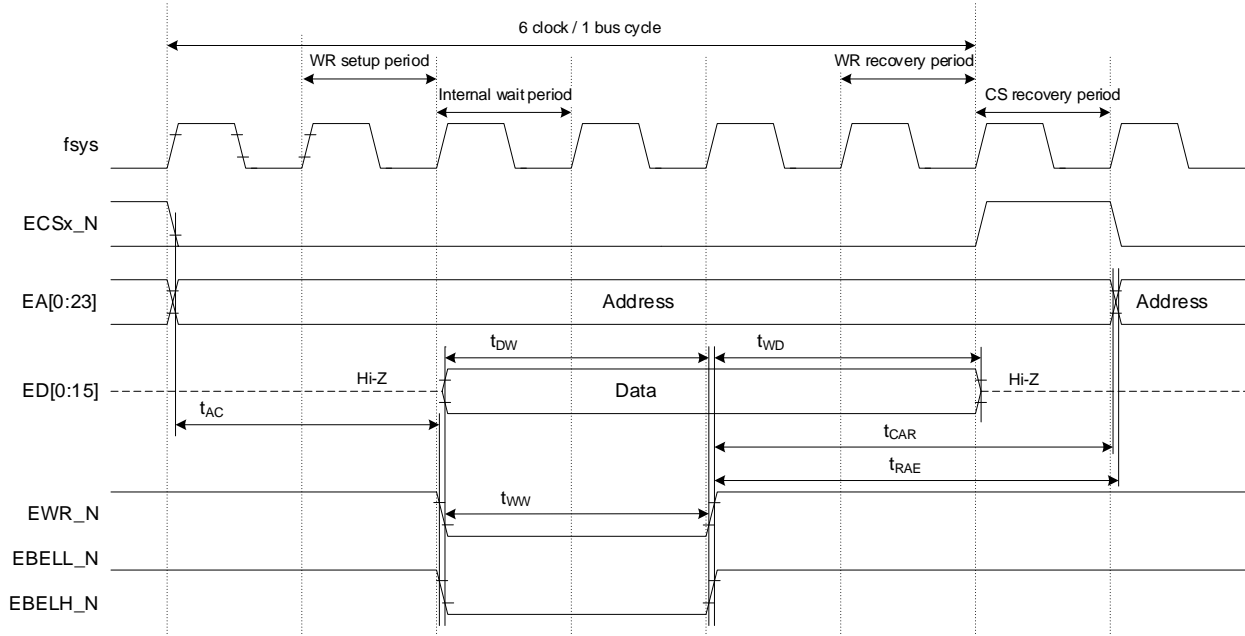 6 clock / 1 bus cycle
WR setup period
WR recovery period
Internal wait period
CS recovery period
fsys
ECSx_N
EA[0:23]
Address
Address
tDW
tWD
ED[0:15]
Hi-Z
Data
Hi-Z
tAC
tCAR
tRAE
tWW
EWR_N
EBELL_N
EBELH_N